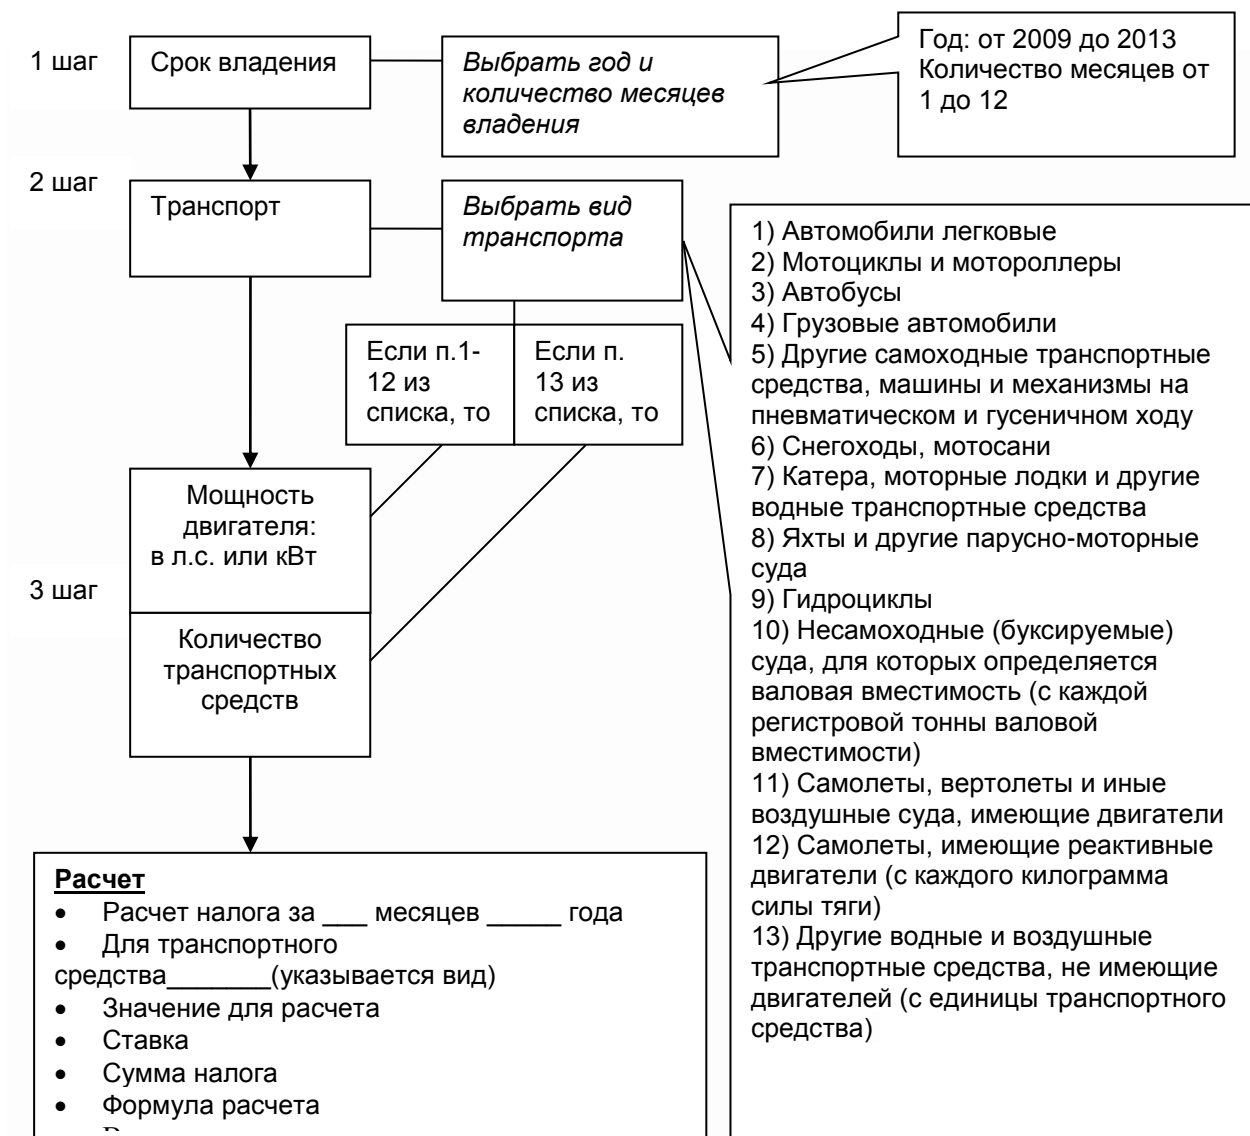 1 шаг
Срок владения
Выбрать год и
количество месяцев
владения
Год: от 2009 до 2013
Количество месяцев от
1 до 12
2 шаг
Транспорт
Выбрать вид
транспорта
Если п.1-
12 из
списка, то
Если п.
13 из
списка, то
1) Автомобили легковые
2) Мотоциклы и мотороллеры
3) Автобусы
4) Грузовые автомобили
5) Другие самоходные транспортные
средства, машины и механизмы на
пневматическом и гусеничном ходу
6) Снегоходы, мотосани
7) Катера, моторные лодки и другие
водные транспортные средства
8) Яхты и другие парусно-моторные
суда
9) Гидроциклы
10) Несамоходные (буксируемые)
суда, для которых определяется
валовая вместимость (с каждой
регистровой тонны валовой
вместимости)
11) Самолеты, вертолеты и иные
воздушные суда, имеющие двигатели
12) Самолеты, имеющие реактивные
двигатели (с каждого килограмма
силы тяги)
13) Другие водные и воздушные
транспортные средства, не имеющие
двигателей (с единицы транспортного
средства)
3 шаг
Мощность
двигателя:
в л.с. или кВт
Количество
транспортных
средств
Расчет
• Расчет налога за ___ месяцев _____ года
• Для транспортного
средства_______(указывается вид)
• Значение для расчета
• Ставка
• Сумма налога
• Формула расчета